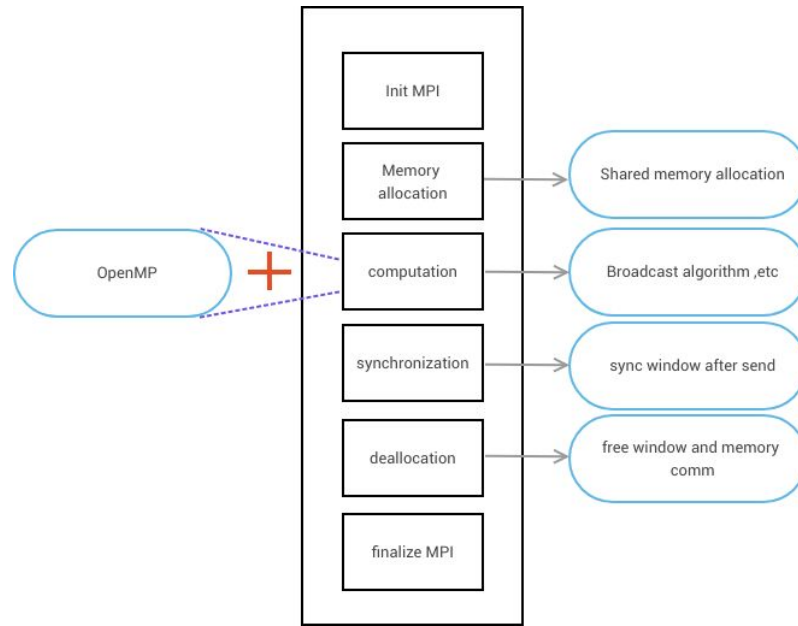 Init MPI
Memory
allocation
Shared memory allocation
OpenMP
computation
Broadcast algorithm ,etc
synchronization
sync window after send
deallocation
free window and memory
comm
finalize MPI